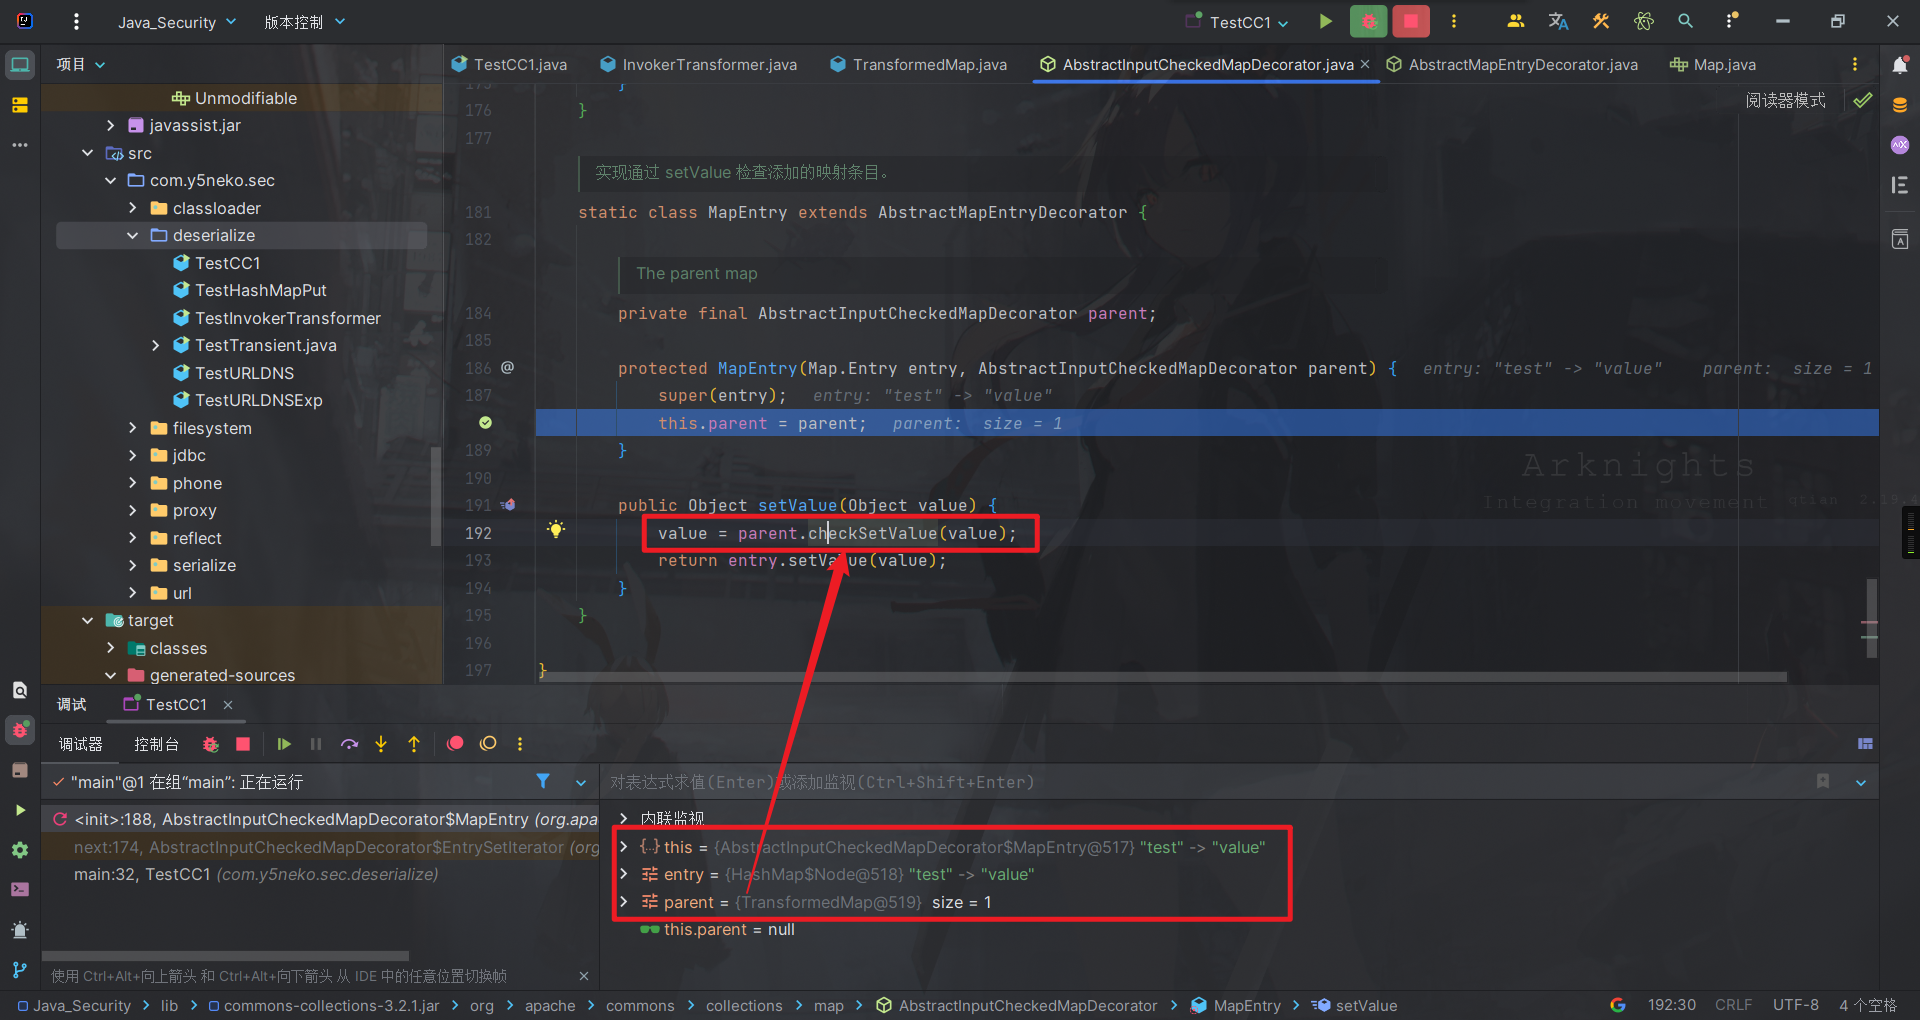 Java_Security
版本控制
TestCC1
项目
TestCC1.java
InvokerTransformer.java
TransformedMap.java
AbstractInputCheckedMapDecorator.java
AbstractMapEntryDecorator.java
Map.java
Unmodifiable
javassist.jar
src
com.y5neko.sec
classloader
deserialize
TestCC1
TestHashMapPut
TestInvokerTransformer
TestTransient.java
TestURLDNS
TestURLDNSExp
filesystem
jdbc
phone
proxy
reflect
serialize
url
target
classes
generated-sources
阅读器模式
175 }
176 }
177
实现通过 setValue 检查添加的映射条目。
181 static class MapEntry extends AbstractMapEntryDecorator {
182
The parent map
184 private final AbstractInputCheckedMapDecorator parent;
185
186 @ protected MapEntry(Map.Entry entry, AbstractInputCheckedMapDecorator parent) { entry: "test" -> "value" parent: size = 1
187 super(entry); entry: "test" -> "value"
this.parent = parent; parent: size = 1
189 }
190
191 public Object setValue(Object value) {
192 value = parent.checkSetValue(value);
193 return entry.setValue(value);
194 }
195 }
196
197 }
Arknights
Integration movement
调试
TestCC1
调试器
控制台
"main"@1 在组“main”: 正在运行
<init>:188, AbstractInputCheckedMapDecorator$MapEntry (org.apa
next:174, AbstractInputCheckedMapDecorator$EntrySetIterator (org
main:32, TestCC1 (com.y5neko.sec.deserialize)
使用 Ctrl+Alt+向上箭头 和 Ctrl+Alt+向下箭头 从 IDE 中的任意位置切换帧
对表达式求值(Enter)或添加监视(Ctrl+Shift+Enter)
内联监视
this = {AbstractInputCheckedMapDecorator$MapEntry@517} "test" -> "value"
entry = {HashMap$Node@518} "test" -> "value"
parent = {TransformedMap@519} size = 1
this.parent = null
Java_Security
lib
commons-collections-3.2.1.jar
org
apache
commons
collections
map
AbstractInputCheckedMapDecorator
MapEntry
setValue
192:30
CRLF
UTF-8
4 个空格